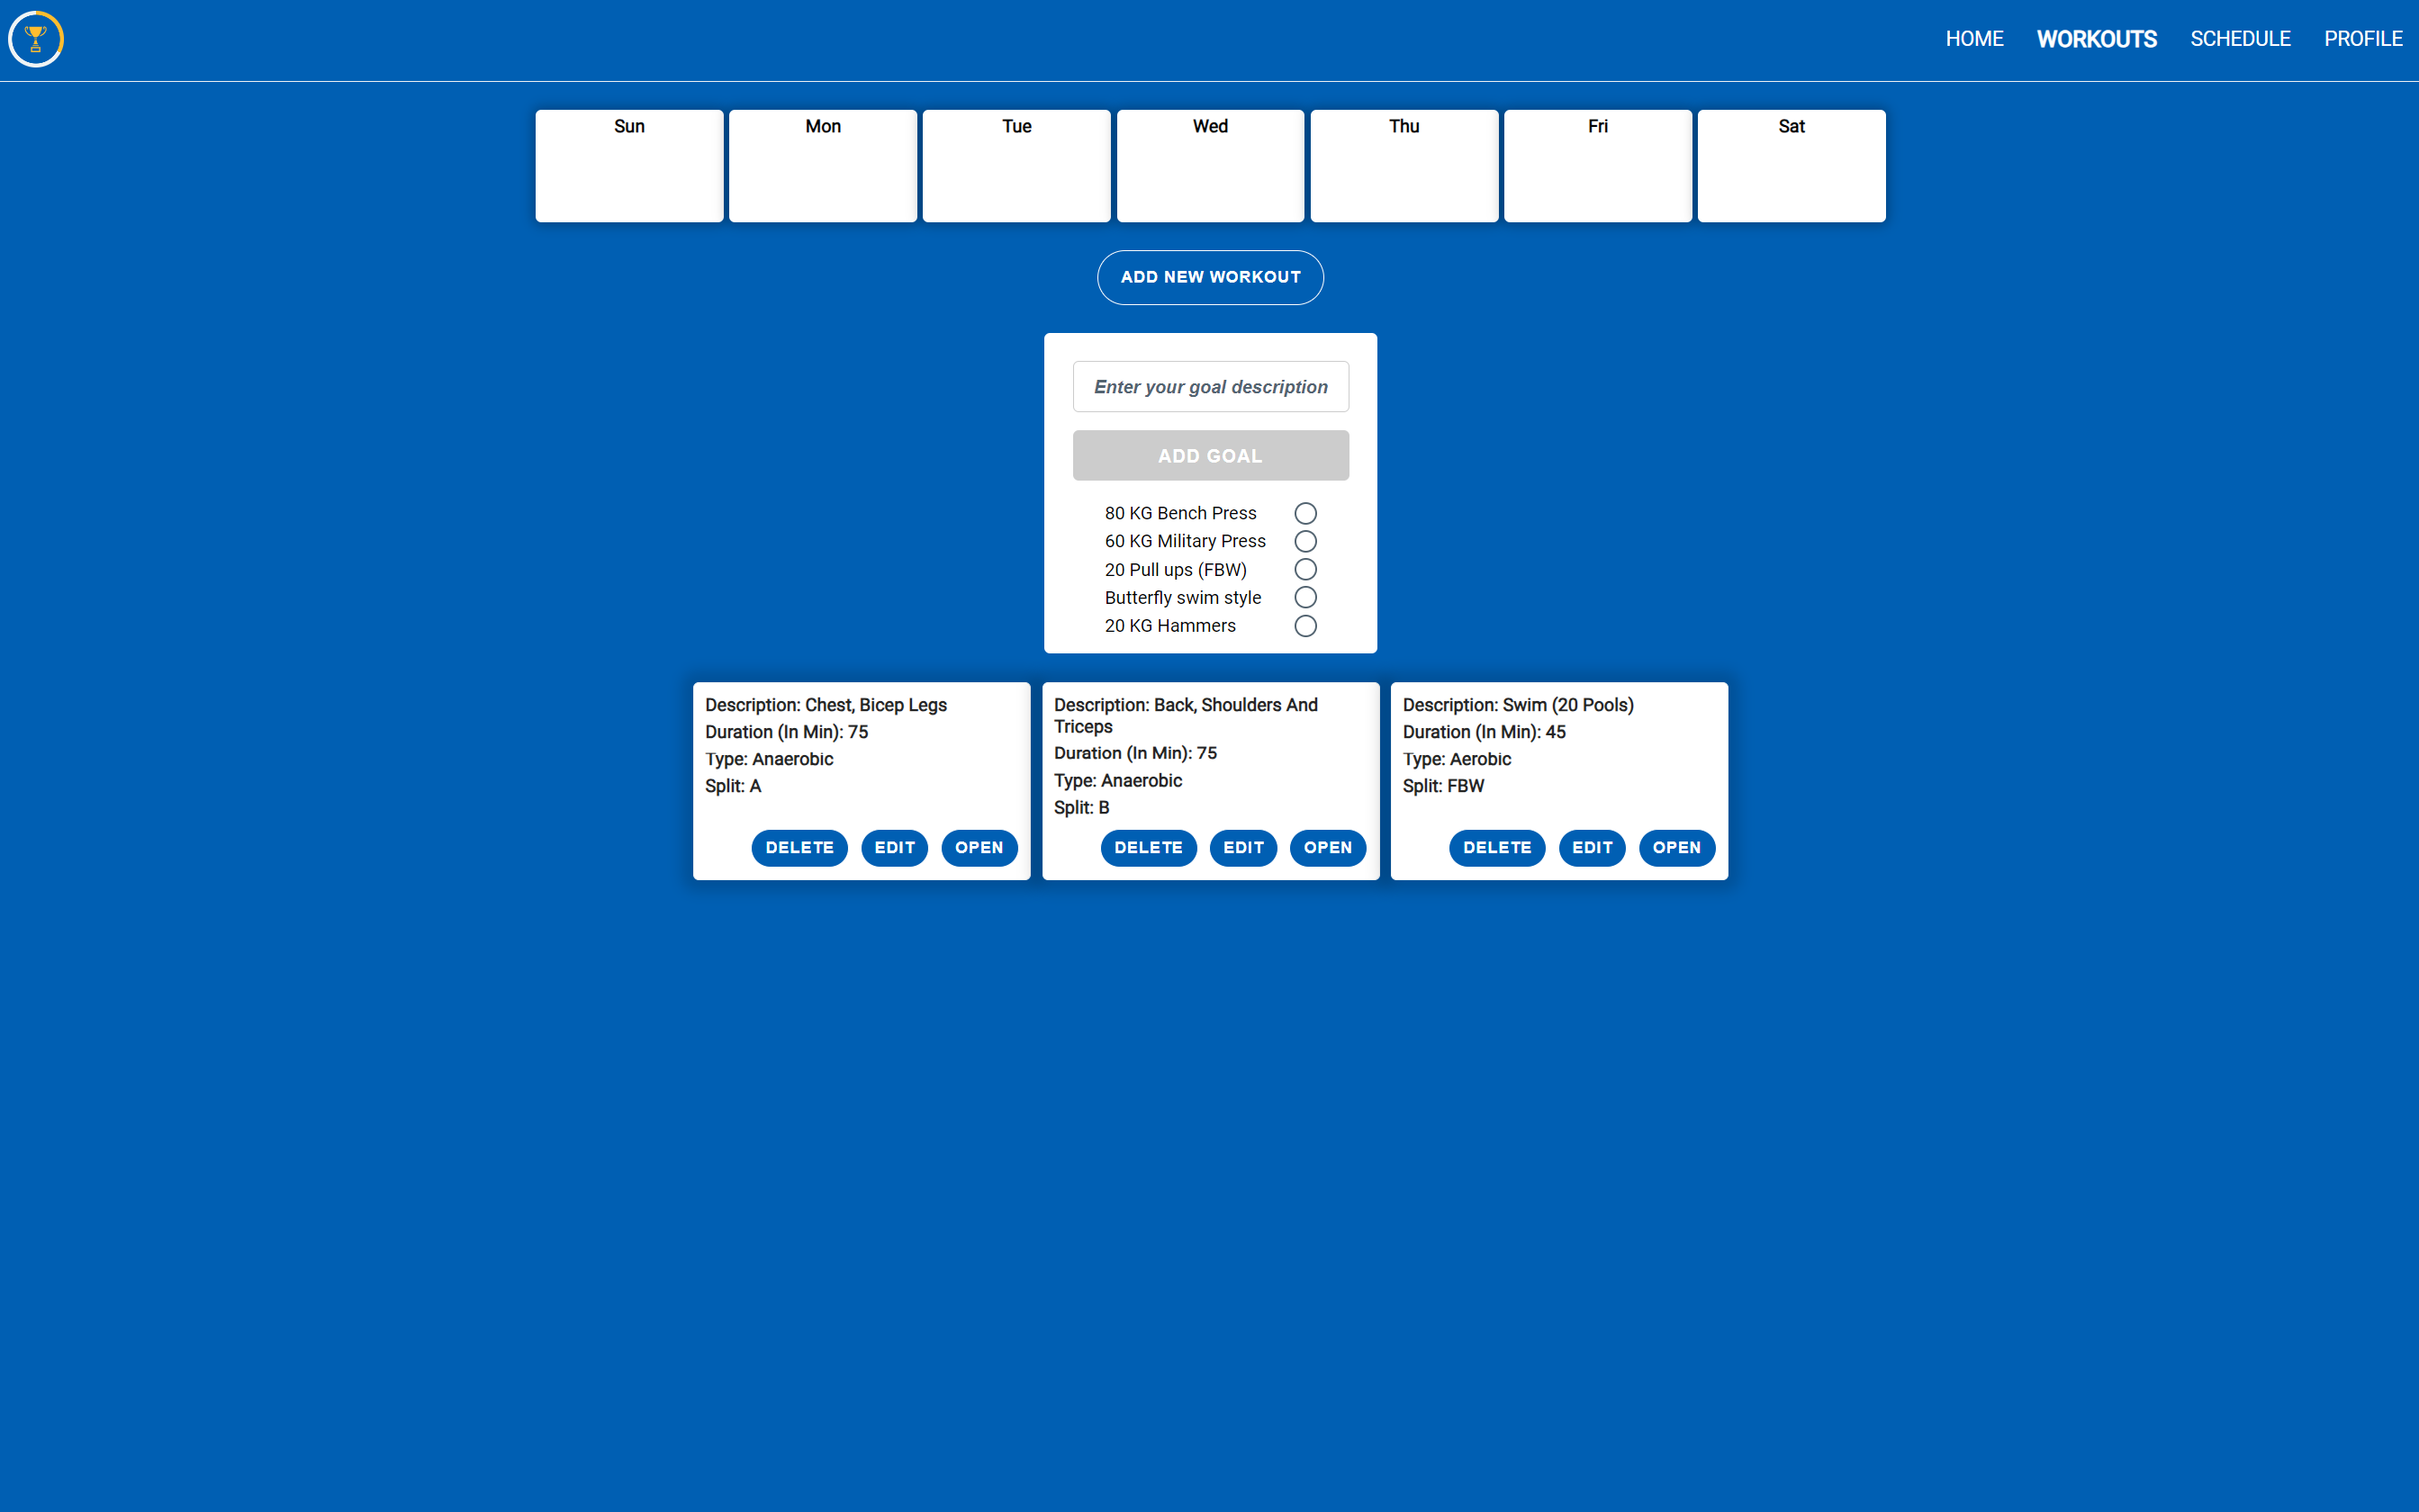 HOME WORKOUTS SCHEDULE PROFILE
Sun Mon Tue Wed Thu Fri Sat
ADD NEW WORKOUT
Enter your goal description
ADD GOAL
80 KG Bench Press
60 KG Military Press
20 Pull ups (FBW)
Butterfly swim style
20 KG Hammers
Description: Chest, Bicep Legs
Duration (In Min): 75
Type: Anaerobic
Split: A
DELETE EDIT OPEN
Description: Back, Shoulders And
Triceps
Duration (In Min): 75
Type: Anaerobic
Split: B
DELETE EDIT OPEN
Description: Swim (20 Pools)
Duration (In Min): 45
Type: Aerobic
Split: FBW
DELETE EDIT OPEN